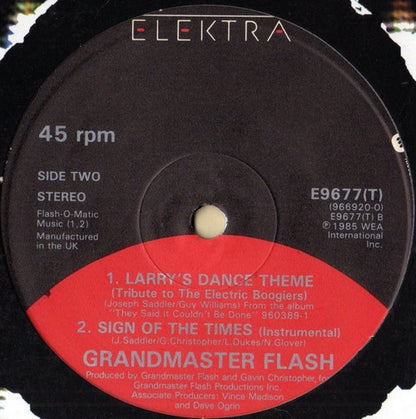 ELEKTRA
45 rpm
SIDE TWO
STEREO
Flash-O-Matic
Music (1,2)
Manufactured
in the UK
E9677(T)
(966920-0)
E9677(T) B
℗1985 WEA
International
Inc.
1. LARRY'S DANCE THEME
(Tribute to The Electric Boogiers)
(Joseph Saddler/Guy Williams) From the album
"They Said it Couldn't Be Done" 960389-1
2. SIGN OF THE TIMES (Instrumental)
(J.Saddler/G.Christopher/L.Dukes/N Glover)
GRANDMASTER FLASH
Produced by Grandmaster Flash and Gavin Christopher, for
Grandmaster Flash Productions Inc.
Associate Producers: Vince Madison
and Dave Ogrin